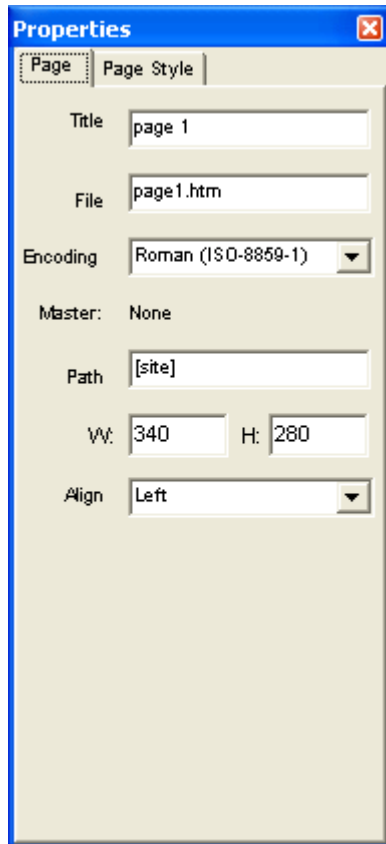 Properties
Page Page Style
Title page 1
File page1.htm
Encoding Roman (ISO-8859-1)
Master: None
Path [site]
W: 340 H: 280
Align Left